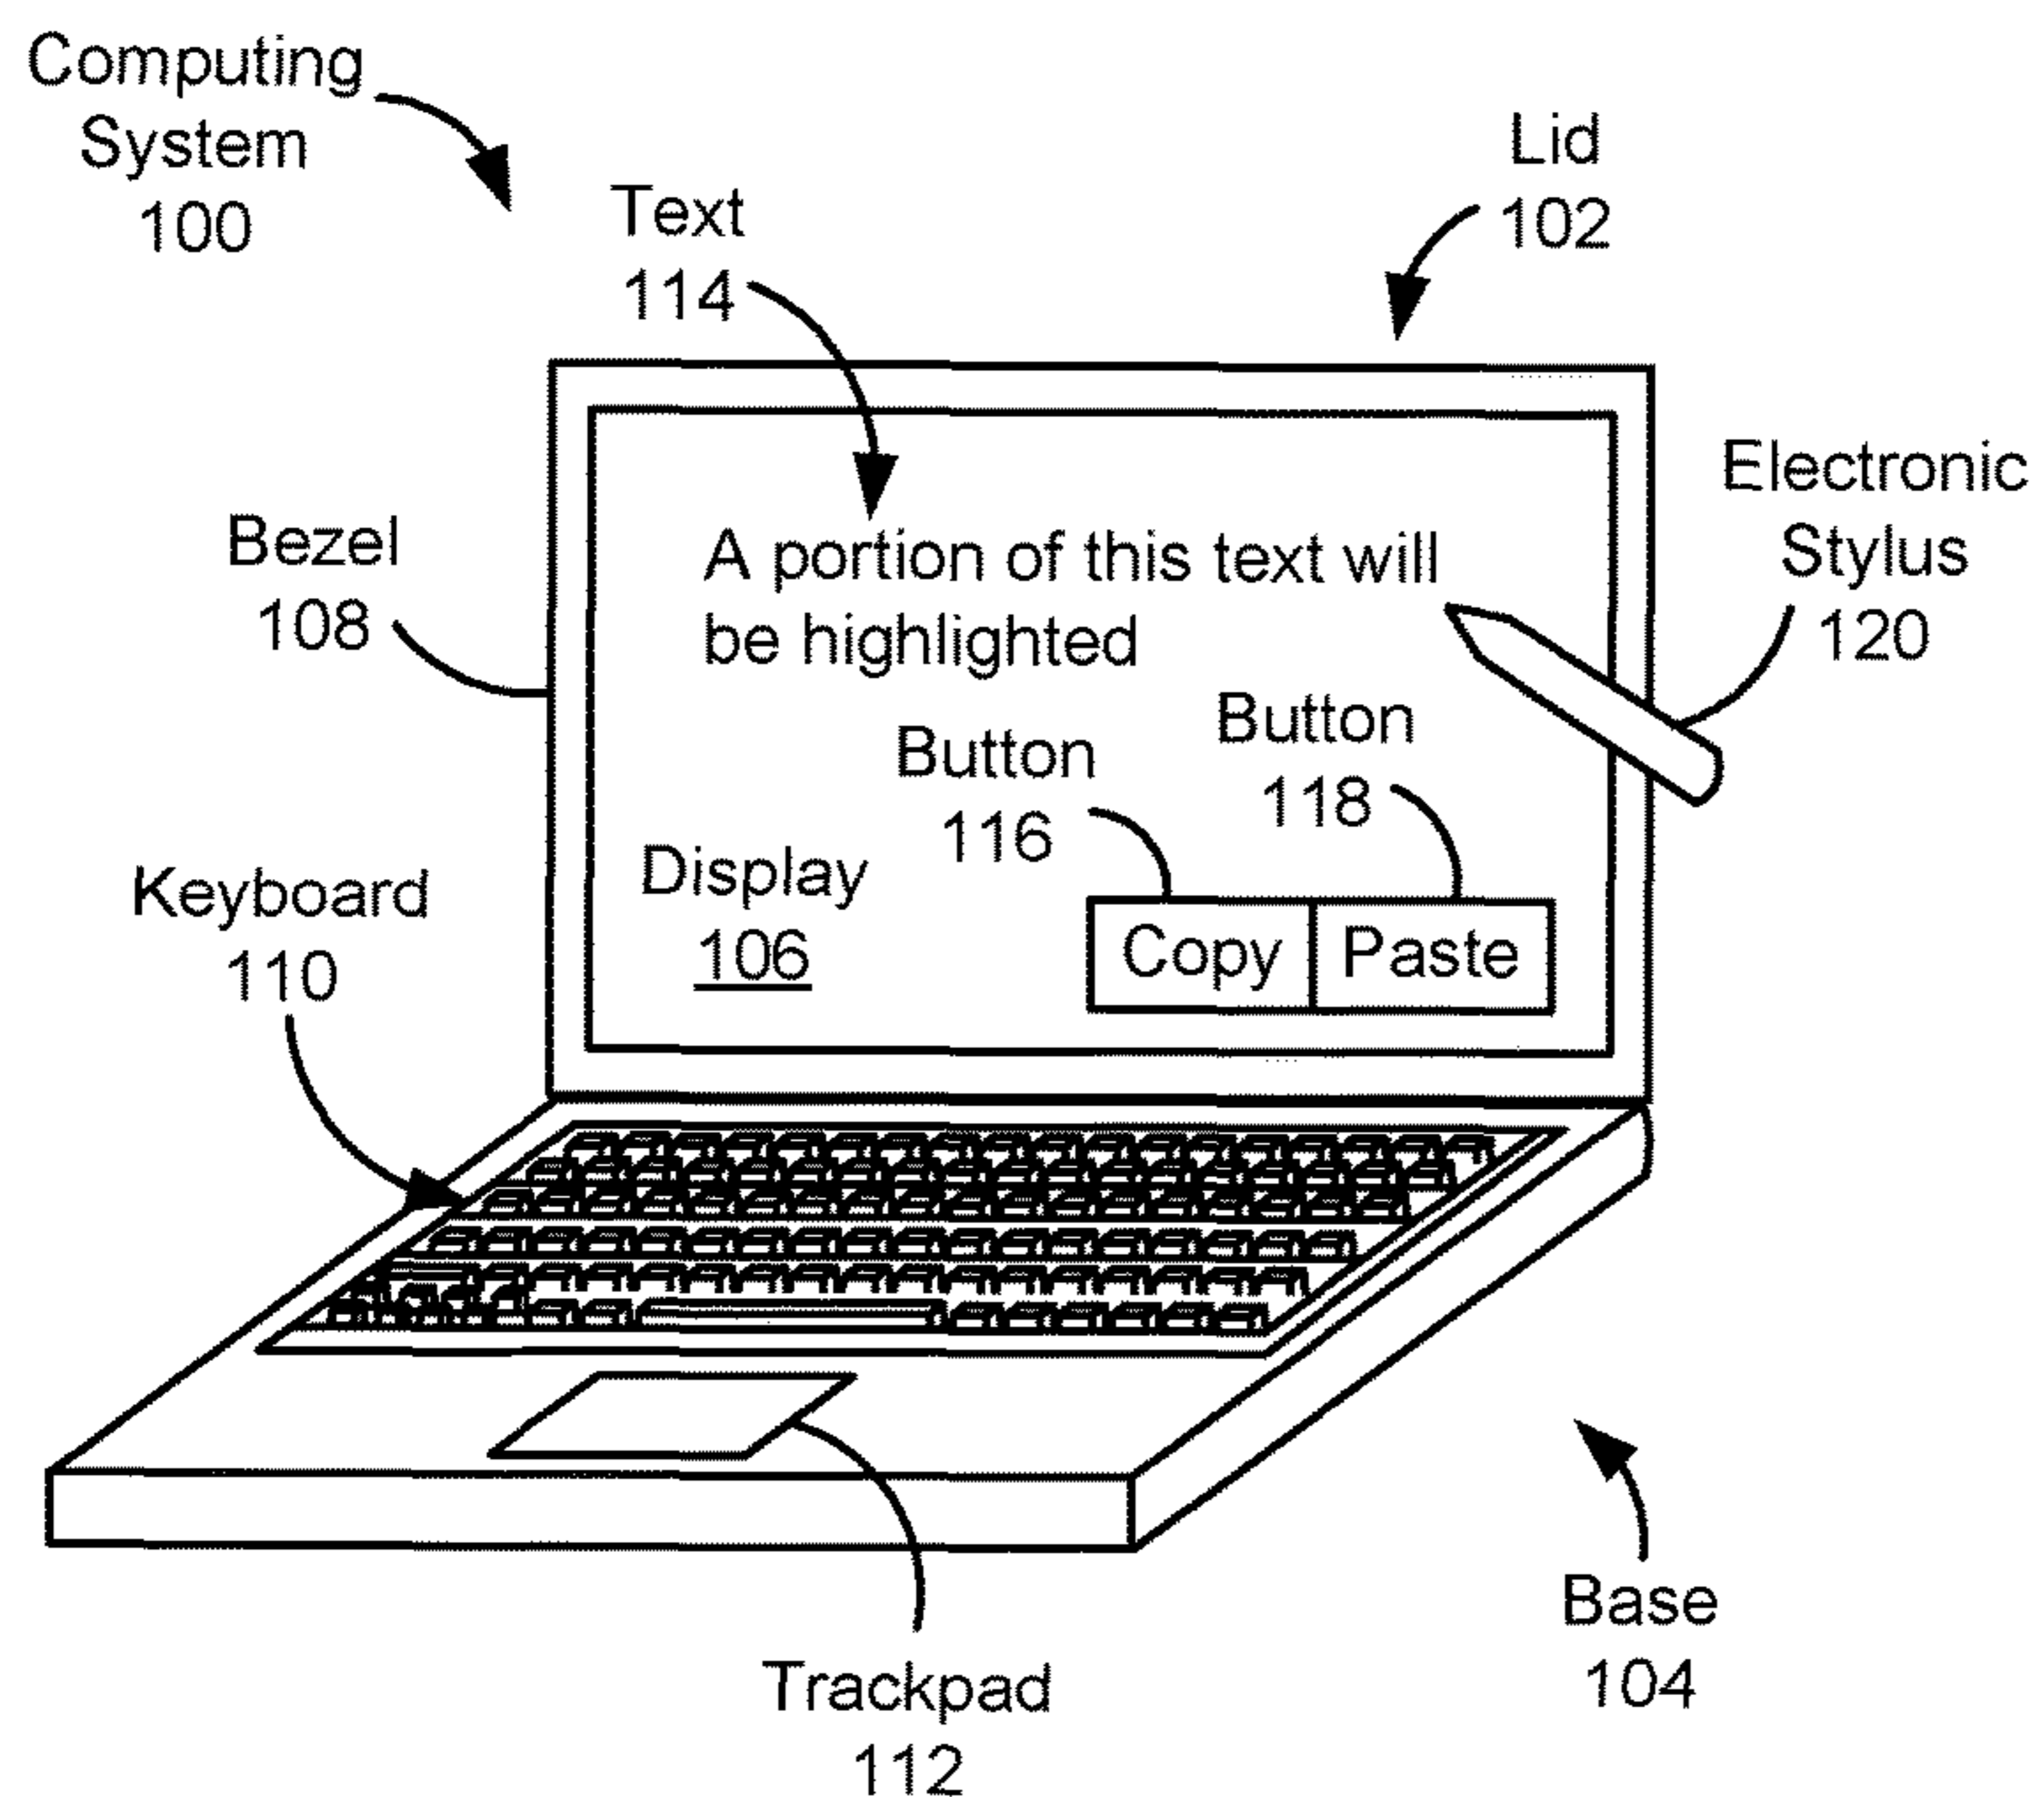 Computing
System
100
Lid
102
Text
114
Electronic
Stylus
120
Bezel
108
A portion of this text will
be highlighted
Button
116
Button
118
Display
106
Copy
Paste
Keyboard
110
Base
104
Trackpad
112